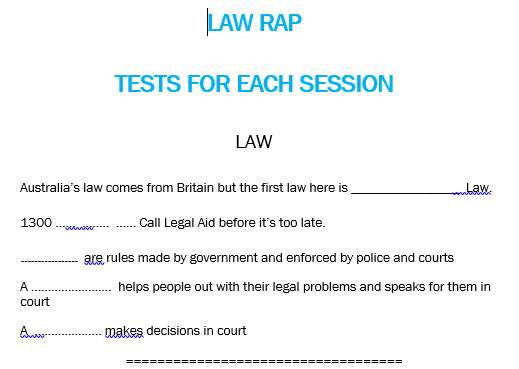 LAW RAP
TESTS FOR EACH SESSION
LAW
Australia's law comes from Britain but the first law here is ____________________ Law.
1300 .................. ...... Call Legal Aid before it's too late.
------------------- are rules made by government and enforced by police and courts
A ........................... helps people out with their legal problems and speaks for them in
court
A........................ makes decisions in court
===================================